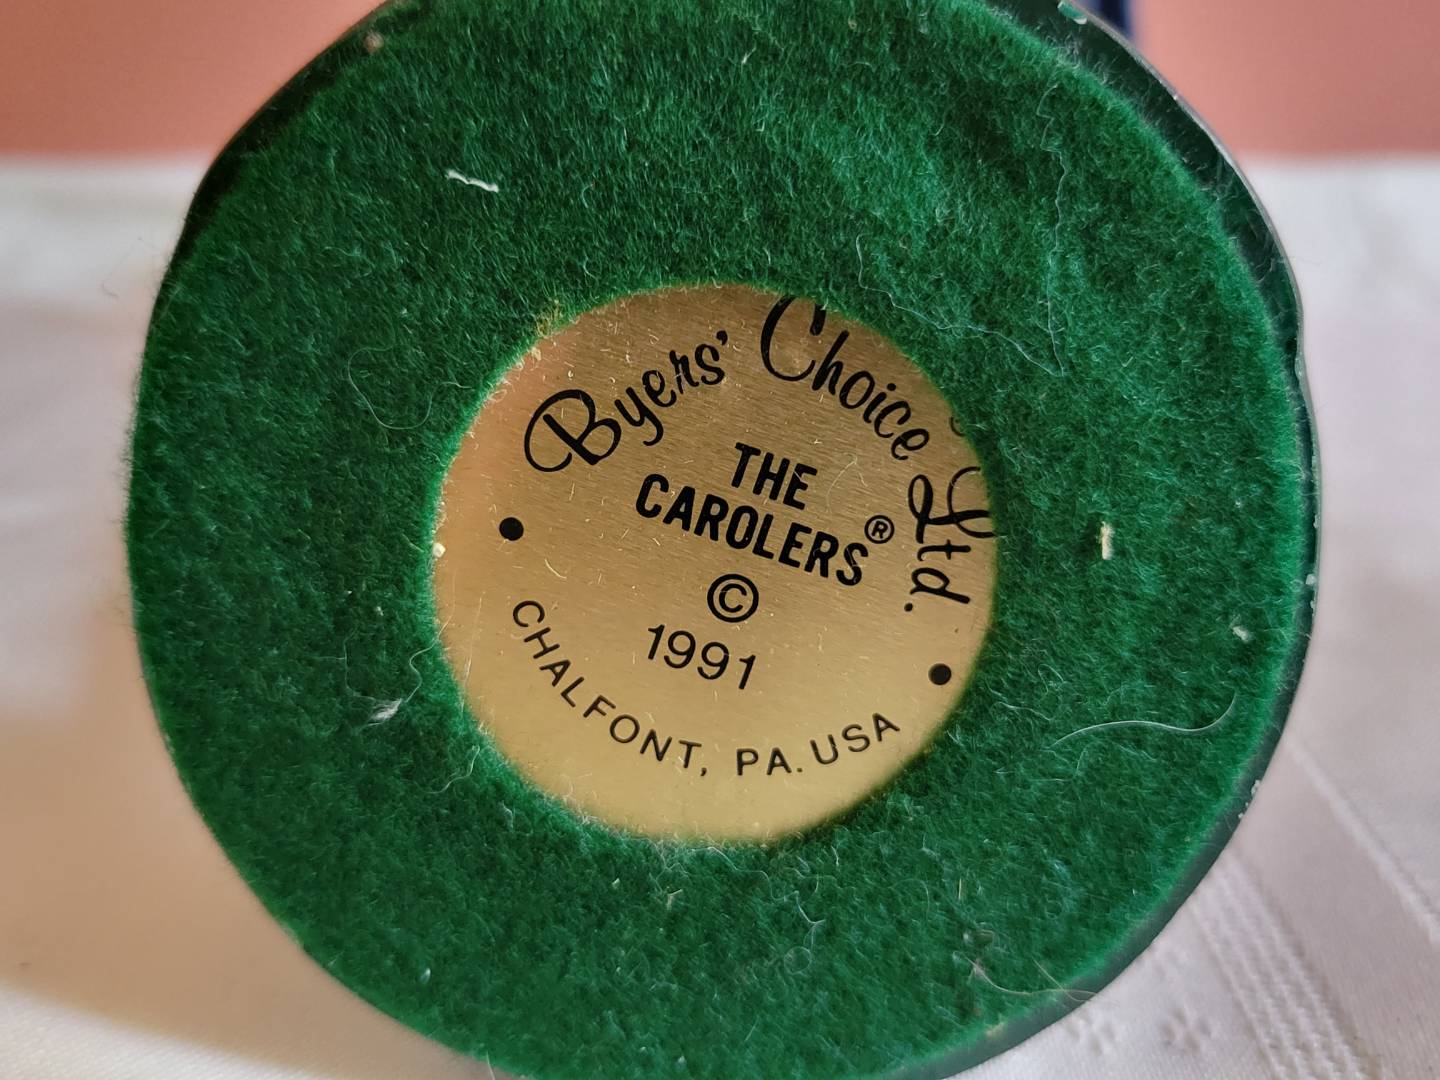 Byers' Choice Ltd.
THE
CAROLERS®
©
1991
CHALFONT, PA. USA